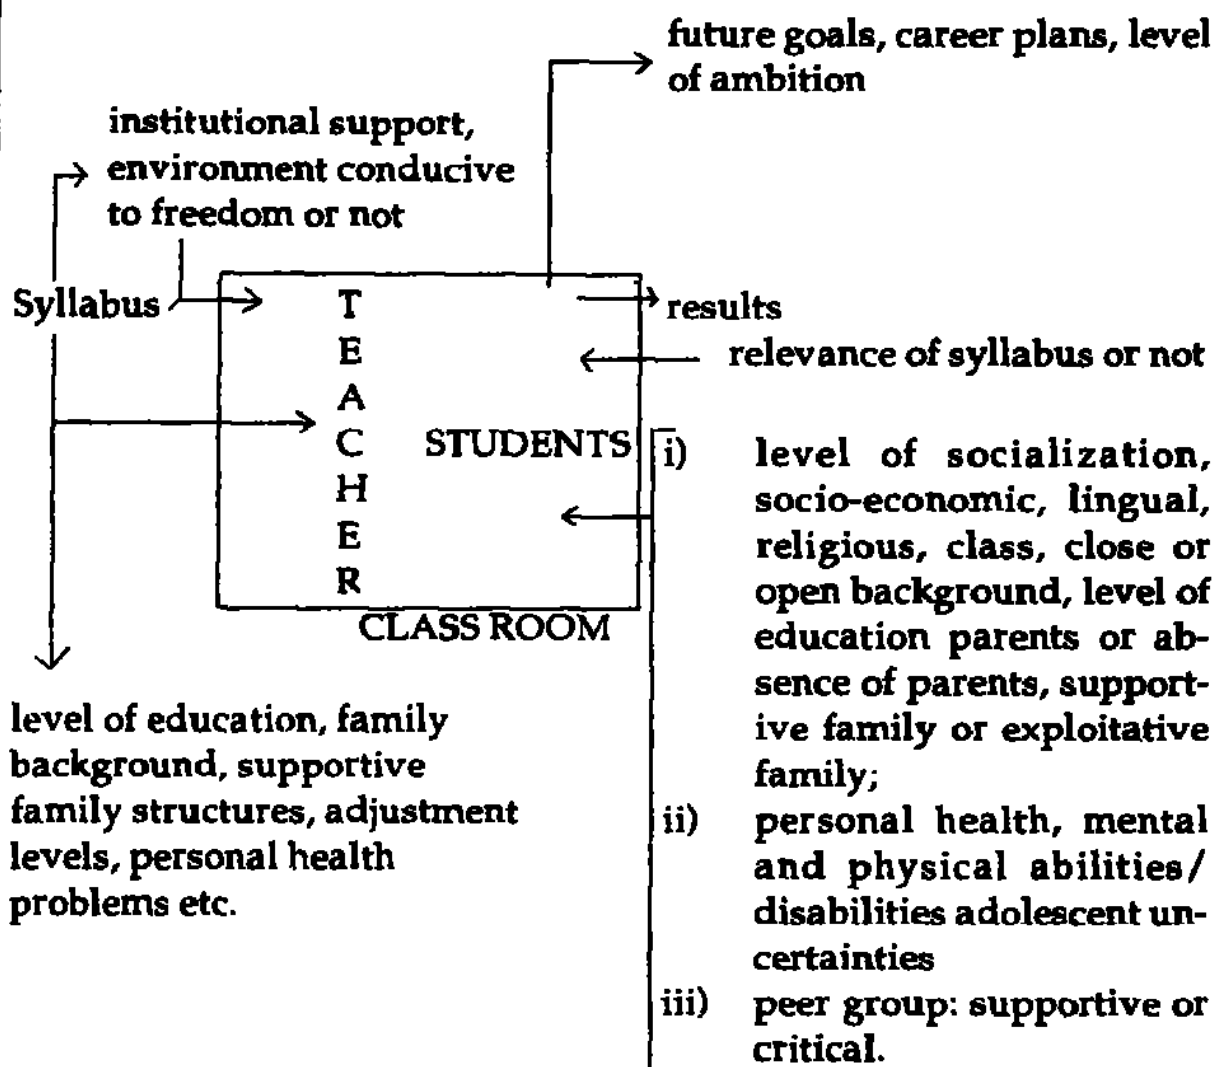 future goals, career plans, level
of ambition
institutional support,
environment conducive
to freedom or not
Syllabus
T
E
A
C
H
E
R
STUDENTS
CLASS ROOM
results
relevance of syllabus or not
i) level of socialization,
socio-economic, lingual,
religious, class, close or
open background, level of
education parents or ab-
sence of parents, support-
ive family or exploitative
family;
ii) personal health, mental
and physical abilities/
disabilities adolescent un-
certainties
iii) peer group: supportive or
critical.
level of education, family
background, supportive
family structures, adjustment
levels, personal health
problems etc.